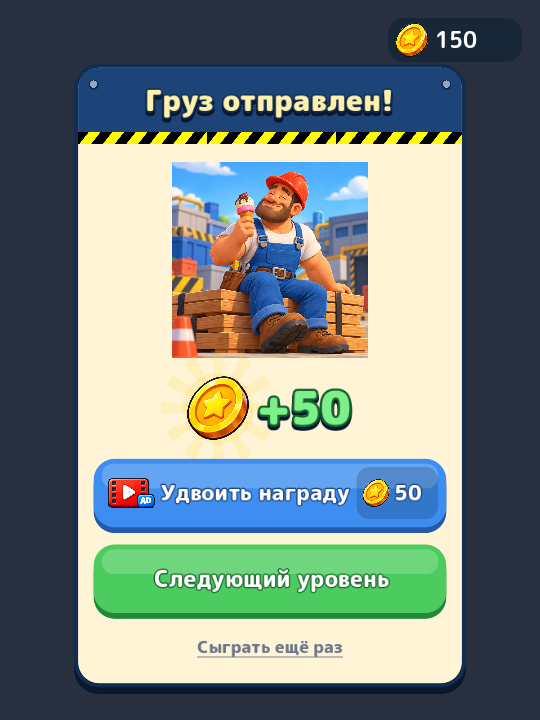 150
Груз отправлен!
+50
AD Удвоить награду 50
Следующий уровень
Сыграть ещё раз